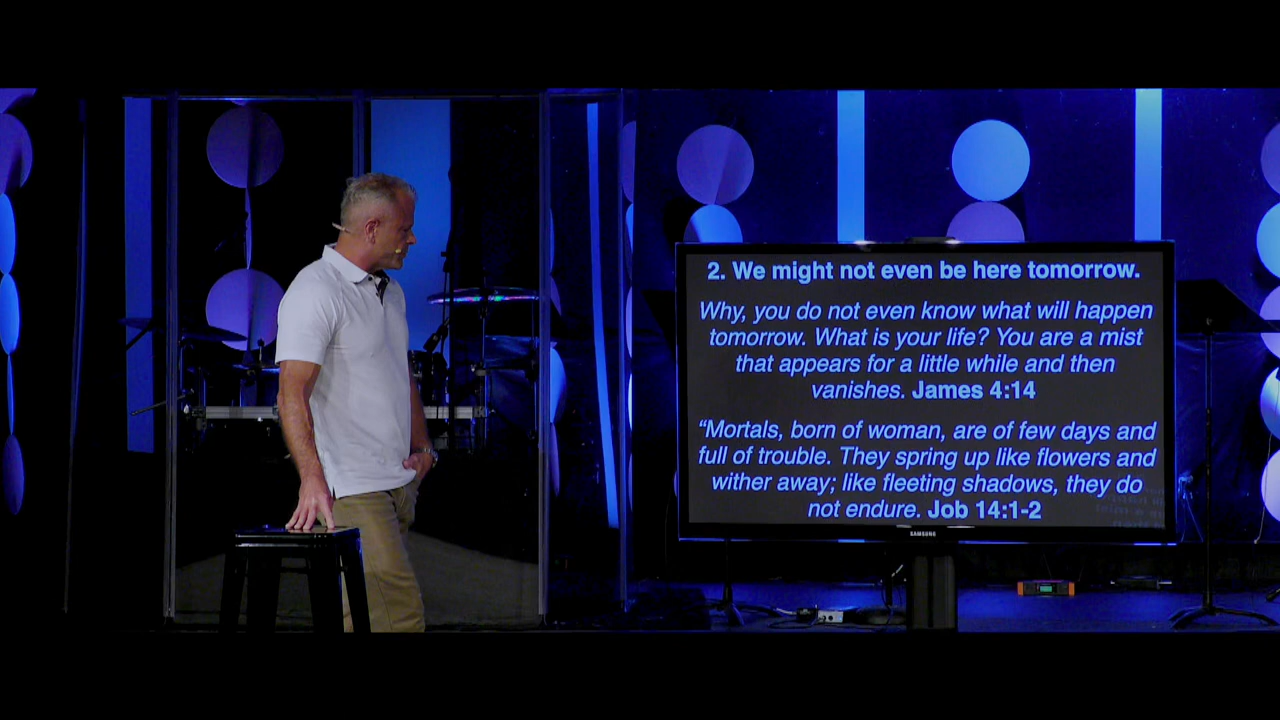 2. We might not even be here tomorrow.
Why, you do not even know what will happen
tomorrow. What is your life? You are a mist
that appears for a little while and then
vanishes. James 4:14
“Mortals, born of woman, are of few days and
full of trouble. They spring up like flowers and
wither away; like fleeting shadows, they do
not endure. Job 14:1-2
SAMSUNG